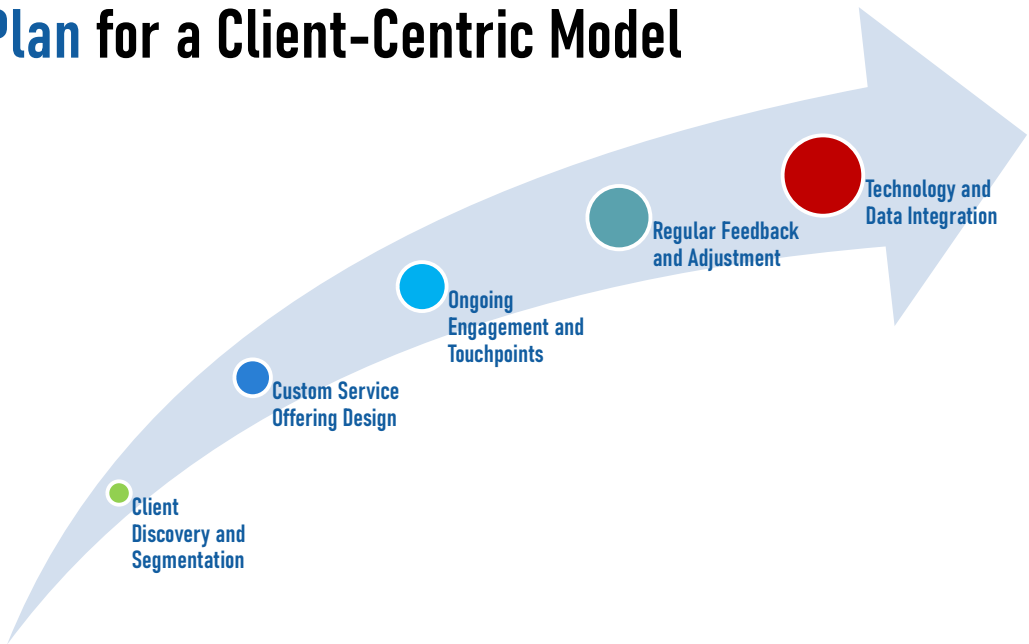 Plan for a Client-Centric Model
Technology and
Data Integration
Regular Feedback
and Adjustment
Ongoing
Engagement and
Touchpoints
Custom Service
Offering Design
Client
Discovery and
Segmentation